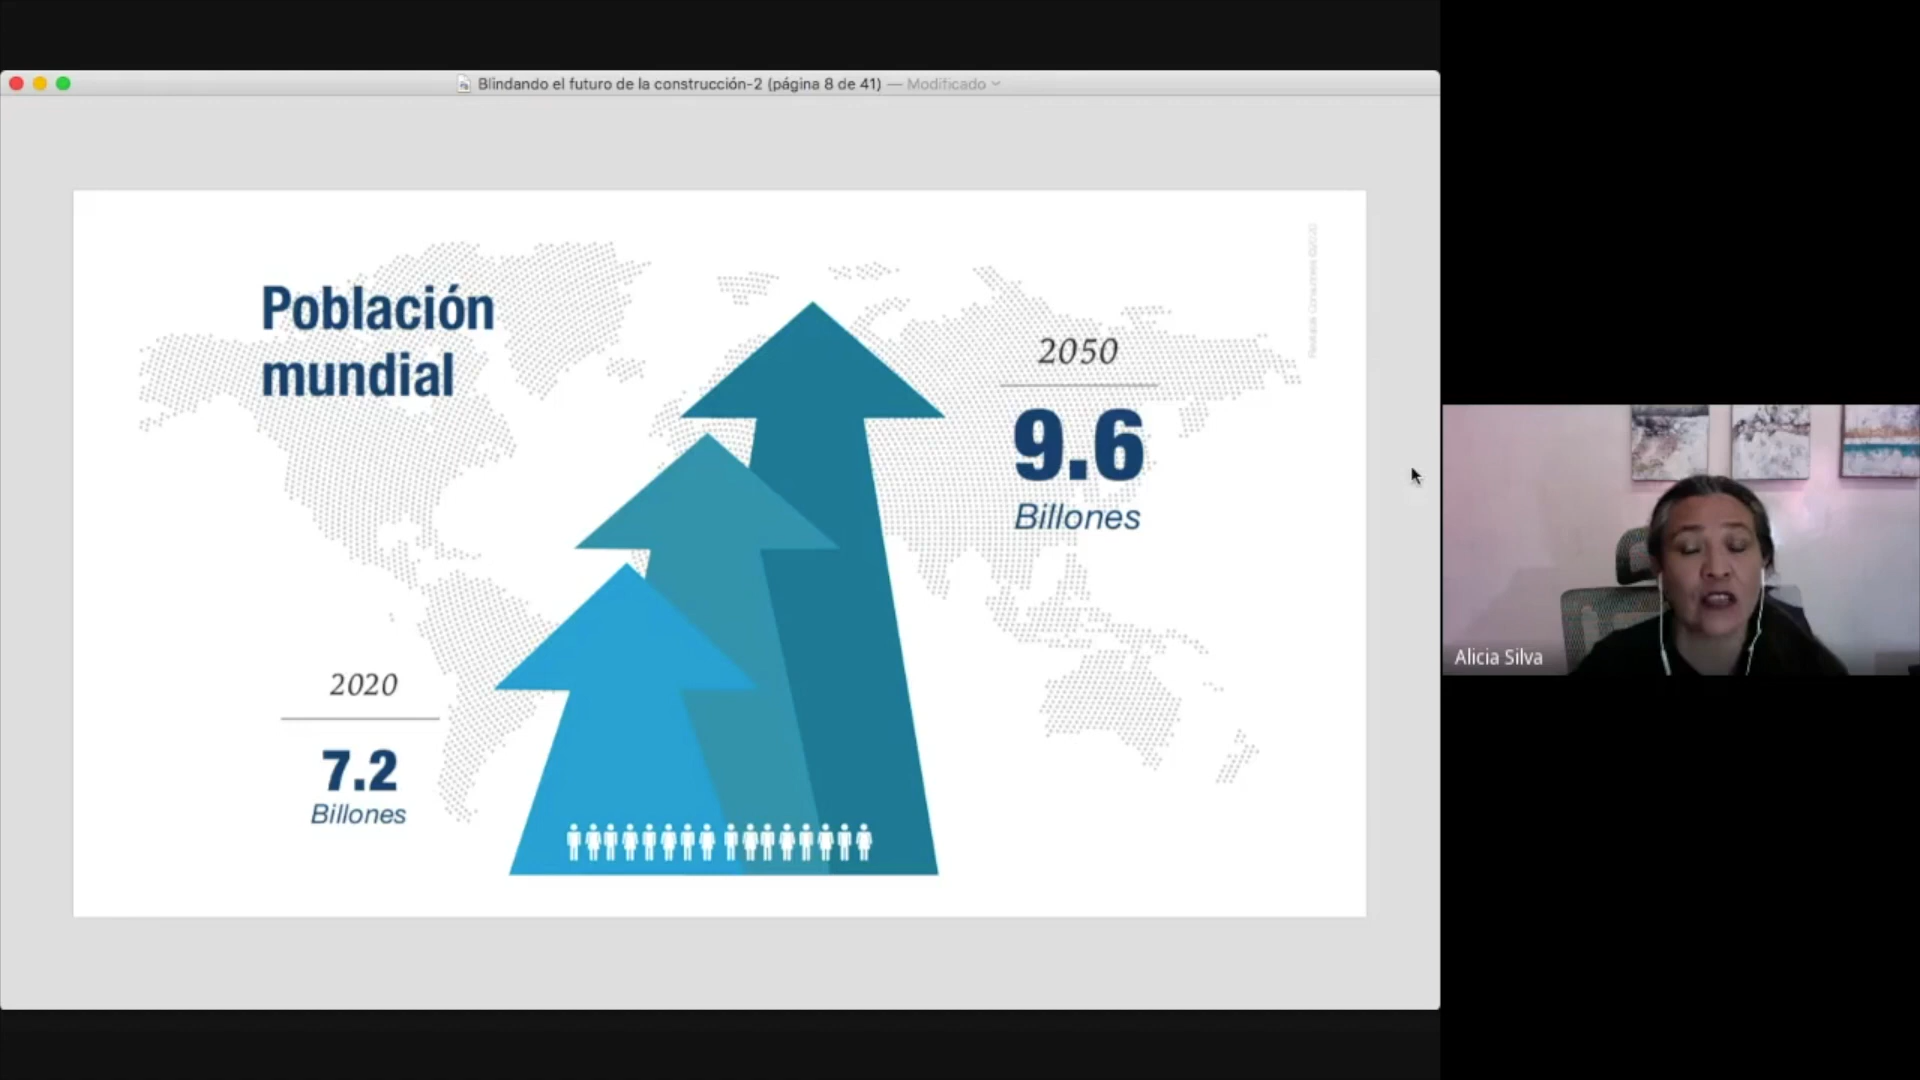 Blindando el futuro de la construcción-2 (página 8 de 41) — Modificado
Población
mundial
2050
9.6
Billones
2020
7.2
Billones
Alicia Silva